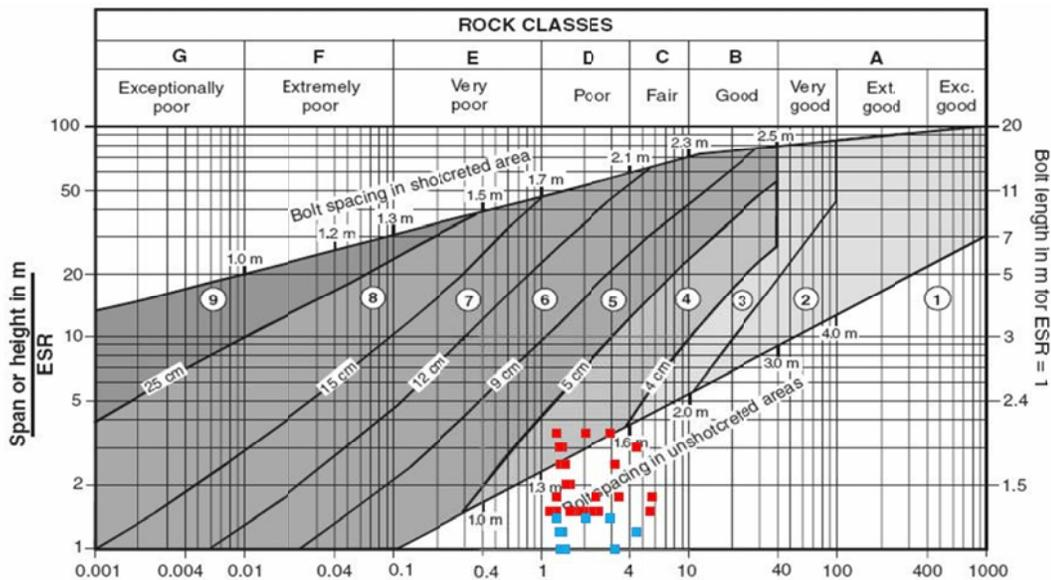 ROCK CLASSES
G F E D C B A
Exceptionally poor Extremely poor Very poor Poor Fair Good Very good Ext. good Exc. good
100 50 20 10 5 2 1
Span or height in m
ESR
Bolt spacing in shotcreted area
1.0 m 1.2 m 1.3 m 1.5 m 1.7 m 2.1 m 2.3 m 2.5 m
9 8 7 6 5 4 3 2 1
25 cm 15 cm 12 cm 9 cm 5 cm 4 cm
1.0 m 1.3 m 1.6 m 2.0 m 3.0 m 4.0 m
Bolt spacing in unshotcreted areas
20 11 7 5 3 2.4 1.5
Bolt length in m for ESR = 1
0.001 0.004 0.01 0.04 0.1 0.4 1 4 10 40 100 400 1000